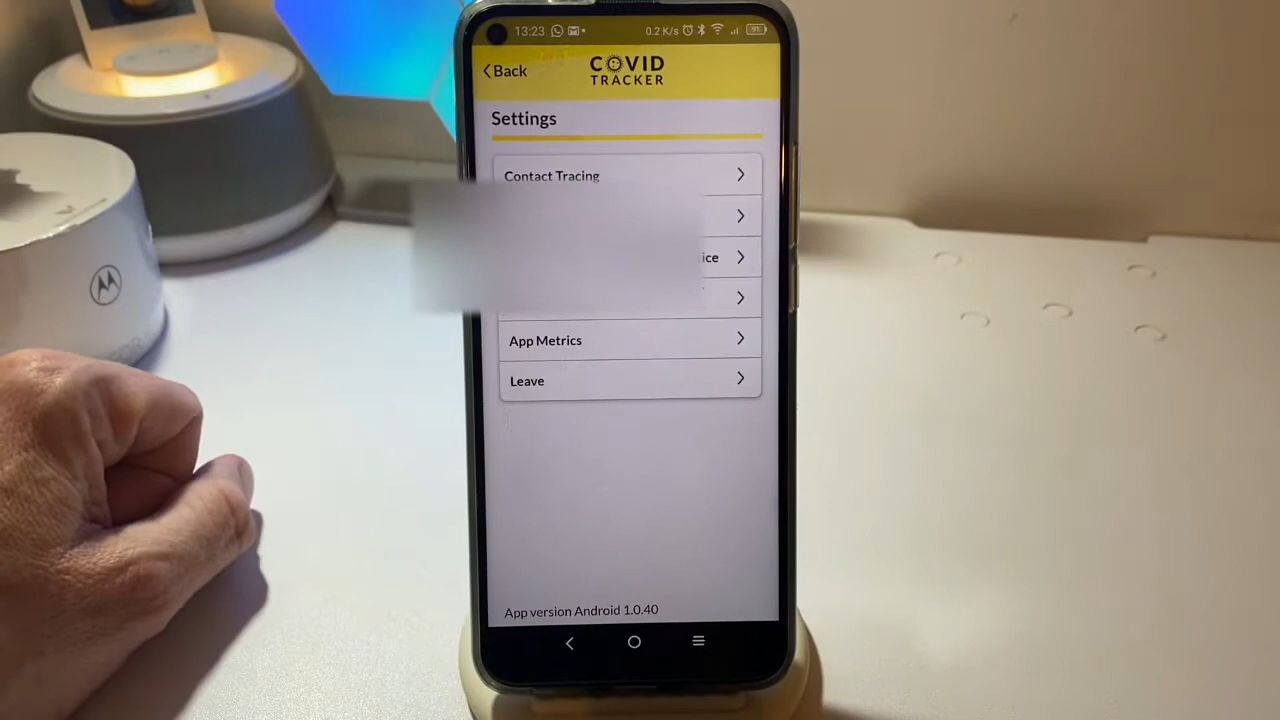 13:23
0.2 K/s
Back
COVID
TRACKER
Settings
Contact Tracing
App Metrics
Leave
App version Android 1.0.40